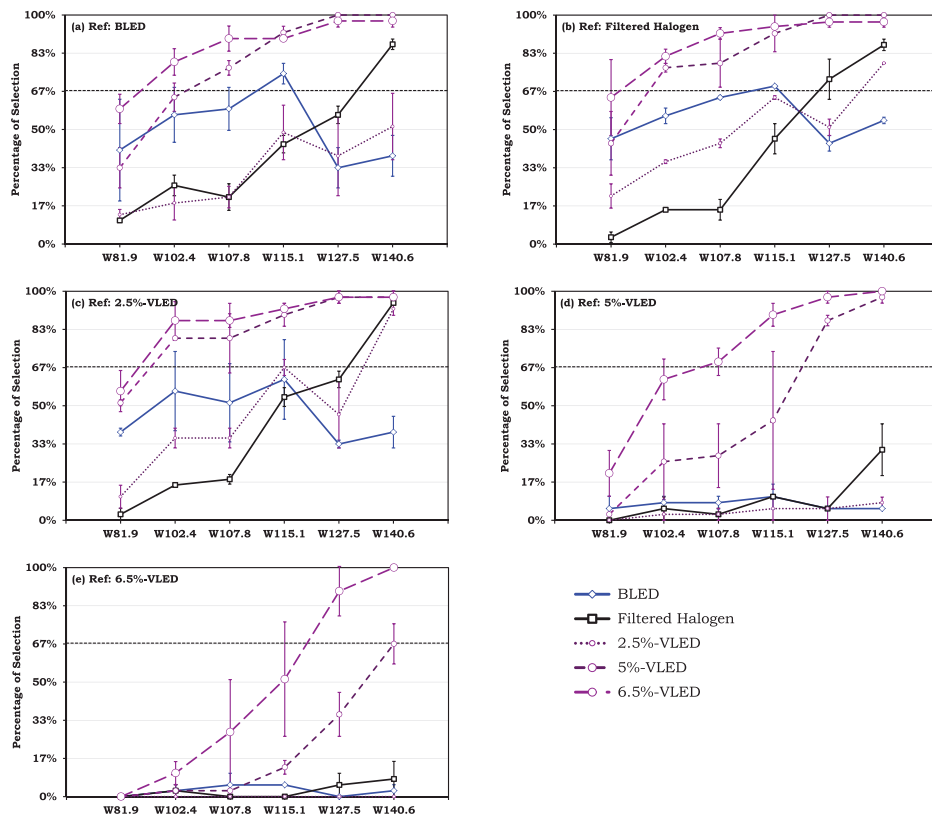 (a) Ref: BLED
Percentage of Selection
100%
83%
67%
50%
33%
17%
0%
W81.9 W102.4 W107.8 W115.1 W127.5 W140.6
(b) Ref: Filtered Halogen
Percentage of Selection
100%
83%
67%
50%
33%
17%
0%
W81.9 W102.4 W107.8 W115.1 W127.5 W140.6
(c) Ref: 2.5%-VLED
Percentage of Selection
100%
83%
67%
50%
33%
17%
0%
W81.9 W102.4 W107.8 W115.1 W127.5 W140.6
(d) Ref: 5%-VLED
Percentage of Selection
100%
83%
67%
50%
33%
17%
0%
W81.9 W102.4 W107.8 W115.1 W127.5 W140.6
(e) Ref: 6.5%-VLED
Percentage of Selection
100%
83%
67%
50%
33%
17%
0%
W81.9 W102.4 W107.8 W115.1 W127.5 W140.6
BLED
Filtered Halogen
2.5%-VLED
5%-VLED
6.5%-VLED